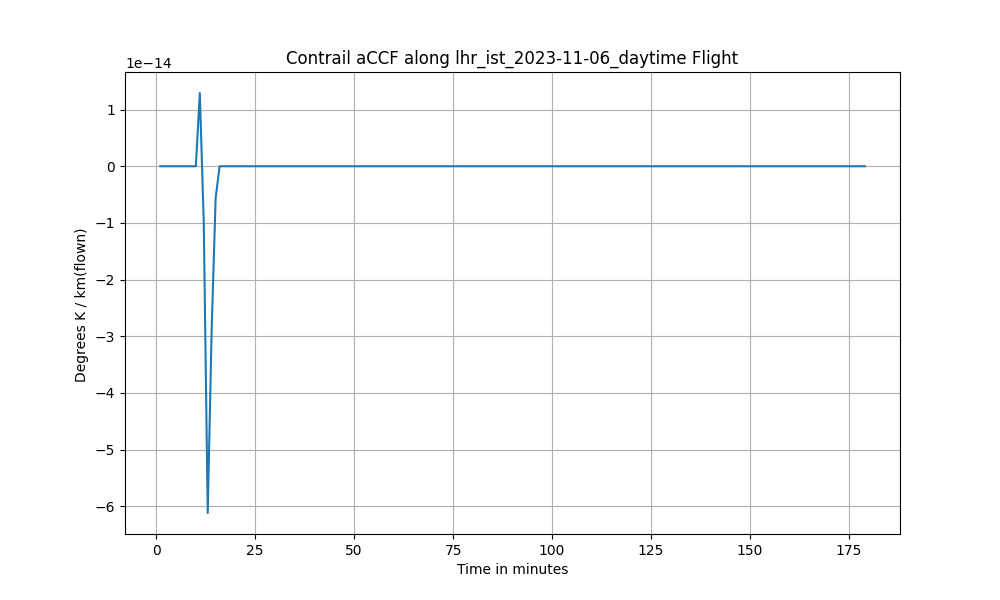 Contrail aCCF along lhr_ist_2023-11-06_daytime Flight
1e−14
1
0
−1
−2
−3
−4
−5
−6
Degrees K / km(flown)
0 25 50 75 100 125 150 175
Time in minutes